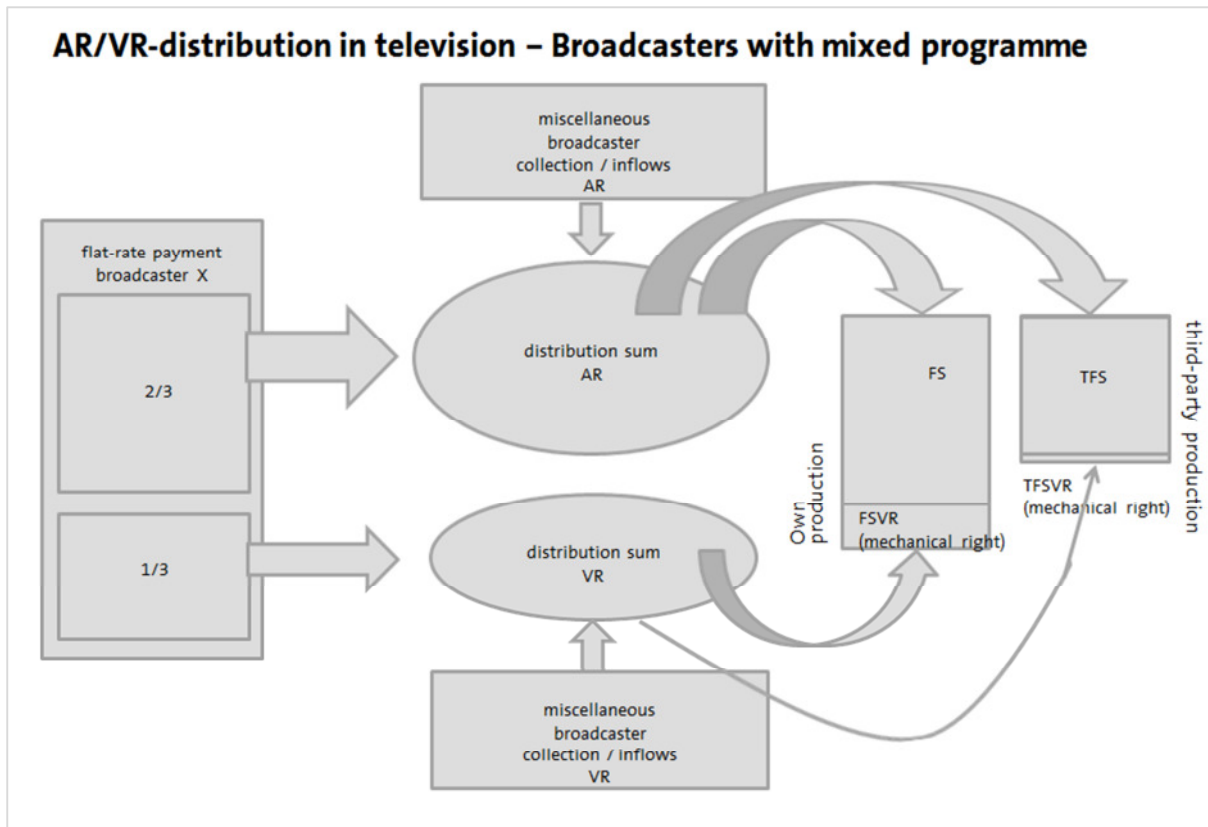 AR/VR-distribution in television – Broadcasters with mixed programme
miscellaneous
broadcaster
collection / inflows
AR
flat-rate payment
broadcaster X
2/3
1/3
distribution sum
AR
distribution sum
VR
miscellaneous
broadcaster
collection / inflows
VR
Own
production
FS
FSVR
(mechanical right)
TFS
TFSVR
(mechanical right)
third-party production